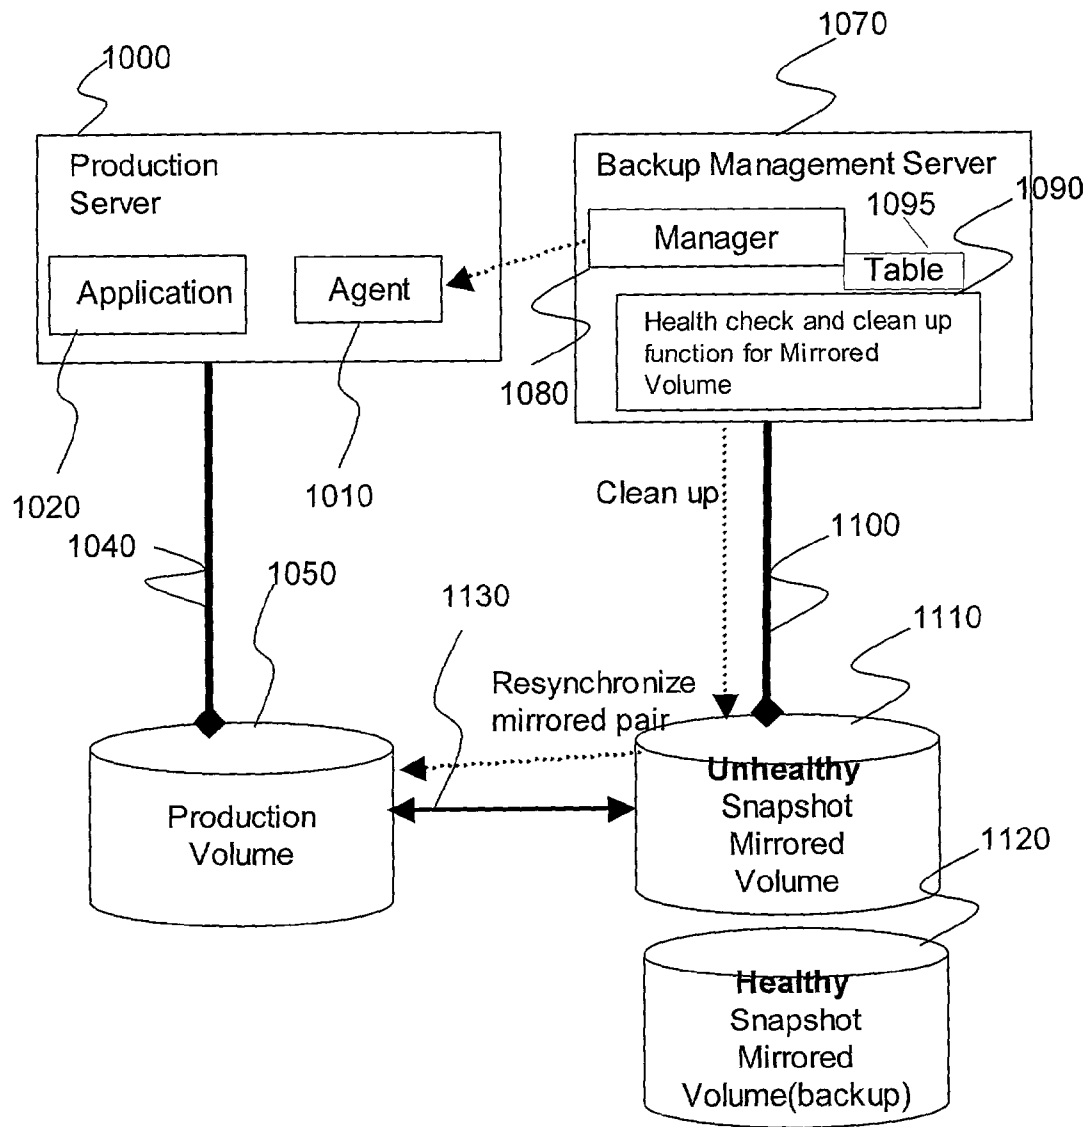 1000
1070
Production
Server
Backup Management Server
1090
1095
Manager
Table
Application
Agent
Health check and clean up
function for Mirrored
Volume
1080
1020
1010
Clean up
1040
1100
1050
1130
1110
Resynchronize
mirrored pair
Production
Volume
Unhealthy
Snapshot
Mirrored
Volume
1120
Healthy
Snapshot
Mirrored
Volume(backup)